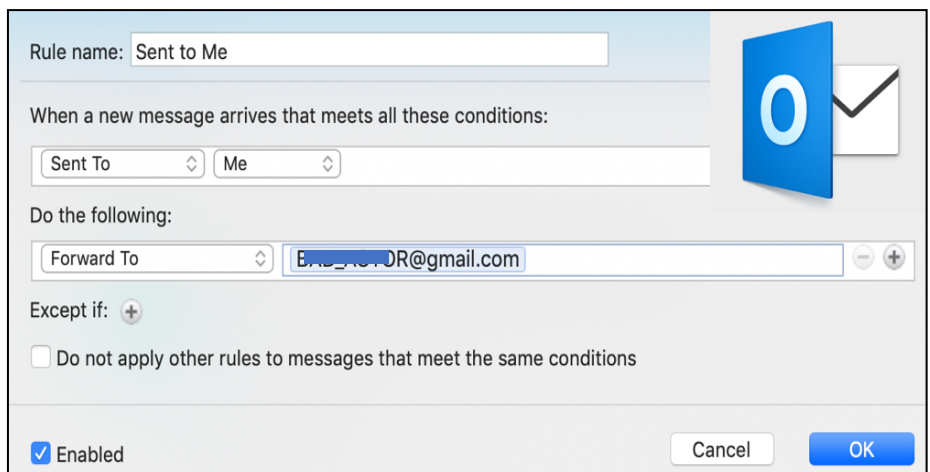 Rule name: Sent to Me
When a new message arrives that meets all these conditions:
Sent To Me
Do the following:
Forward To BAD_ACTOR@gmail.com
Except if:
Do not apply other rules to messages that meet the same conditions
Enabled Cancel OK